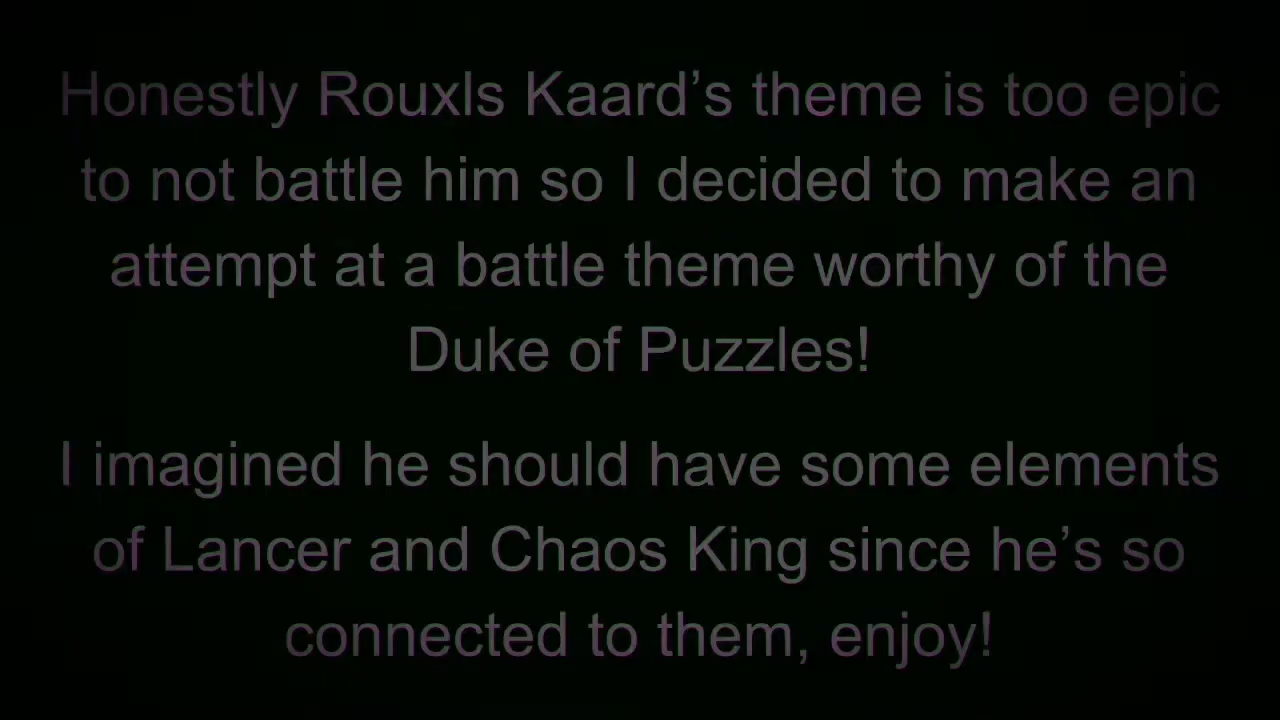 Honestly Rouxls Kaard’s theme is too epic
to not battle him so I decided to make an
attempt at a battle theme worthy of the
Duke of Puzzles!
I imagined he should have some elements
of Lancer and Chaos King since he’s so
connected to them, enjoy!